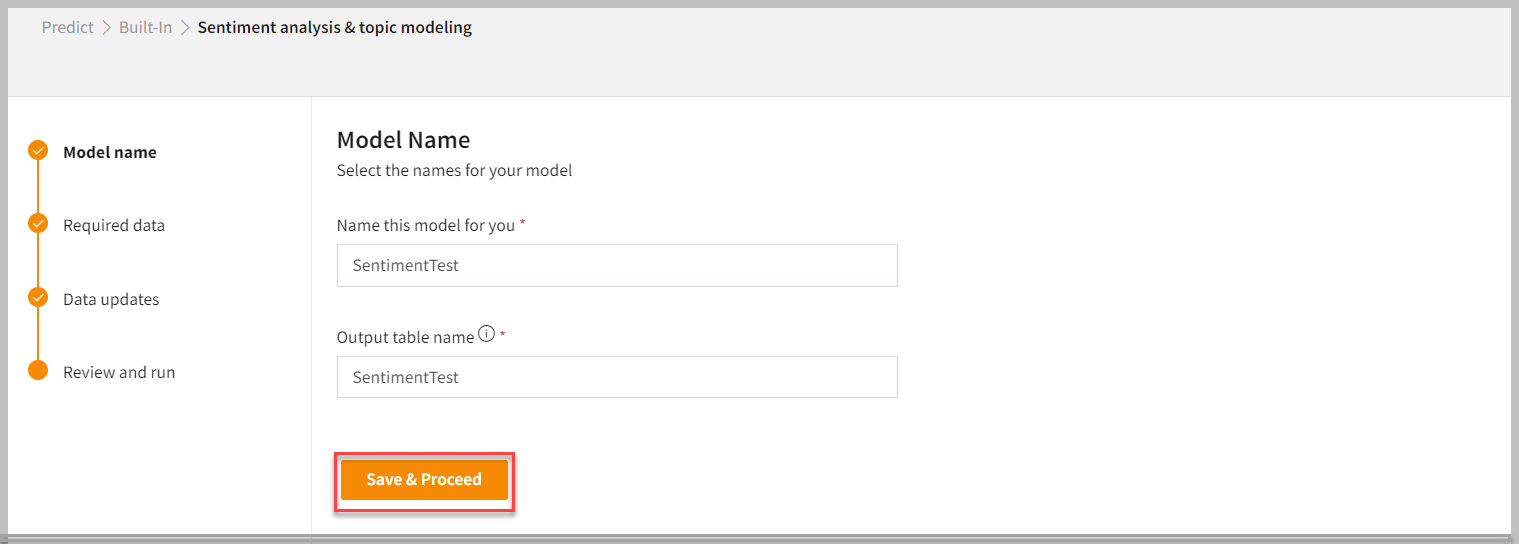 Predict > Built-In > Sentiment analysis & topic modeling
Model name
Required data
Data updates
Review and run
Model Name
Select the names for your model
Name this model for you *
SentimentTest
Output table name ⓘ *
SentimentTest
Save & Proceed